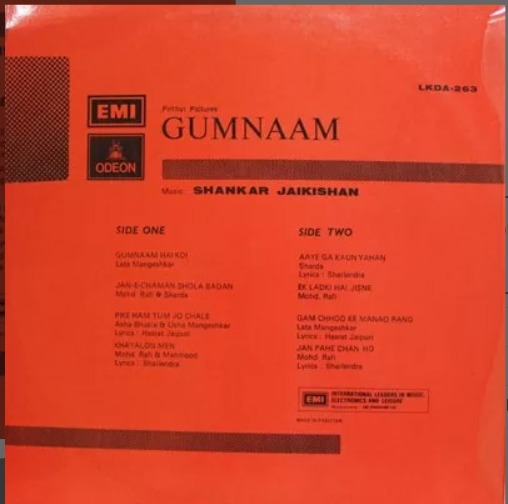 LKDA-263
EMI
ODEON
Prithvi Pictures
GUMNAAM
Music: SHANKAR JAIKISHAN
SIDE ONE
GUMNAAM HAI KOI
Lata Mangeshkar
JAN-E-CHAMAN SHOLA BADAN
Mohd. Rafi & Sharda
PIKE HAM TUM JO CHALE
Asha Bhosle & Usha Mangeshkar
Lyrics : Hasrat Jaipuri
KHAYALON MEN
Mohd. Rafi & Mehmood
Lyrics : Shailendra
SIDE TWO
AAYE GA KAUN YAHAN
Sharda
Lyrics : Shailendra
EK LADKI HAI JISNE
Mohd. Rafi
GAM CHHOD KE MANAO RANG
Lata Mangeshkar
Lyrics : Hasrat Jaipuri
JAN PAHE CHAN HO
Mohd. Rafi
Lyrics : Shailendra
EMI
INTERNATIONAL LEADERS IN MUSIC,
ELECTRONICS AND LEISURE
MADE IN PAKISTAN